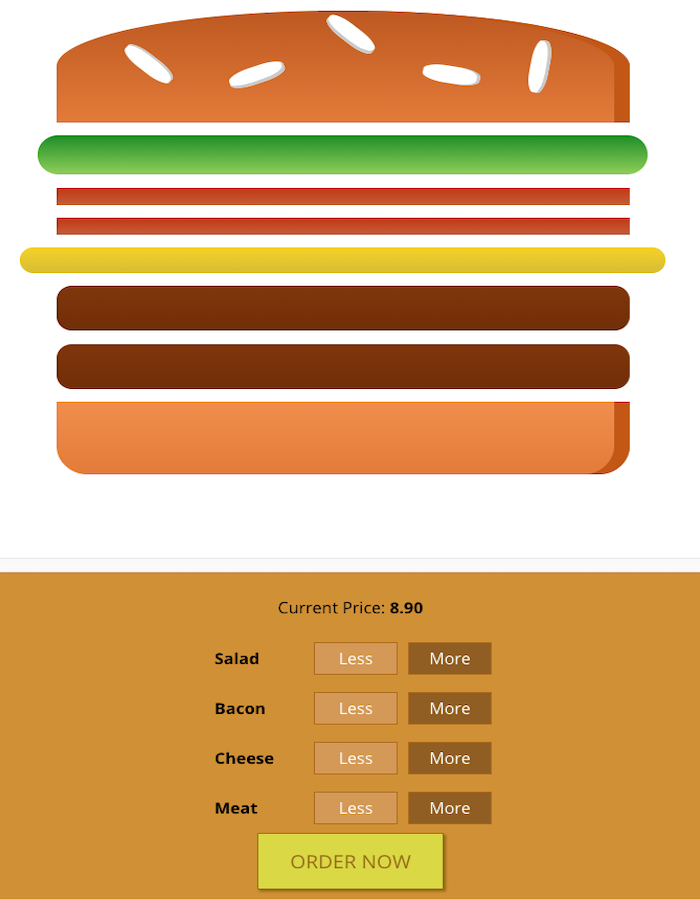 Current Price: 8.90
Salad Less More
Bacon Less More
Cheese Less More
Meat Less More
ORDER NOW